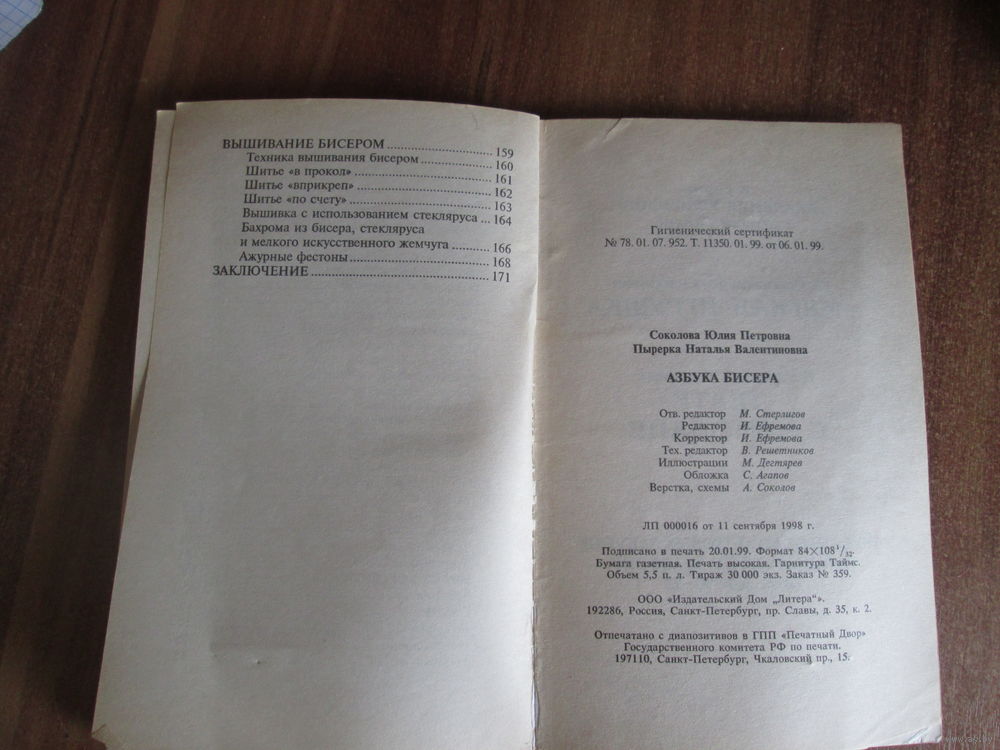 ВЫШИВАНИЕ БИСЕРОМ ........ 159
Техника вышивания бисером ........ 160
Шитье «в прокол» ........ 161
Шитье «вприкреп» ........ 162
Шитье «по счету» ........ 163
Вышивка с использованием стекляруса ... 164
Бахрома из бисера, стекляруса
и мелкого искусственного жемчуга ........ 166
Ажурные фестоны ........ 168
ЗАКЛЮЧЕНИЕ ........ 171
Гигиенический сертификат
№ 78. 01. 07. 952. Т. 11350. 01. 99. от 06. 01. 99.
Соколова Юлия Петровна
Пырерка Наталья Валентиновна
АЗБУКА БИСЕРА
Отв. редактор М. Стерлигов
Редактор И. Ефремова
Корректор И. Ефремова
Тех. редактор В. Решетников
Иллюстрации М. Дегтярев
Обложка С. Агапов
Верстка, схемы А. Соколов
ЛП 000016 от 11 сентября 1998 г.
Подписано в печать 20.01.99. Формат 84×108 1/32.
Бумага газетная. Печать высокая. Гарнитура Таймс.
Объем 5,5 п. л. Тираж 30 000 экз. Заказ № 359.
ООО «Издательский Дом „Литера“».
192286, Россия, Санкт-Петербург, пр. Славы, д. 35, к. 2.
Отпечатано с диапозитивов в ГПП «Печатный Двор»
Государственного комитета РФ по печати.
197110, Санкт-Петербург, Чкаловский пр., 15.